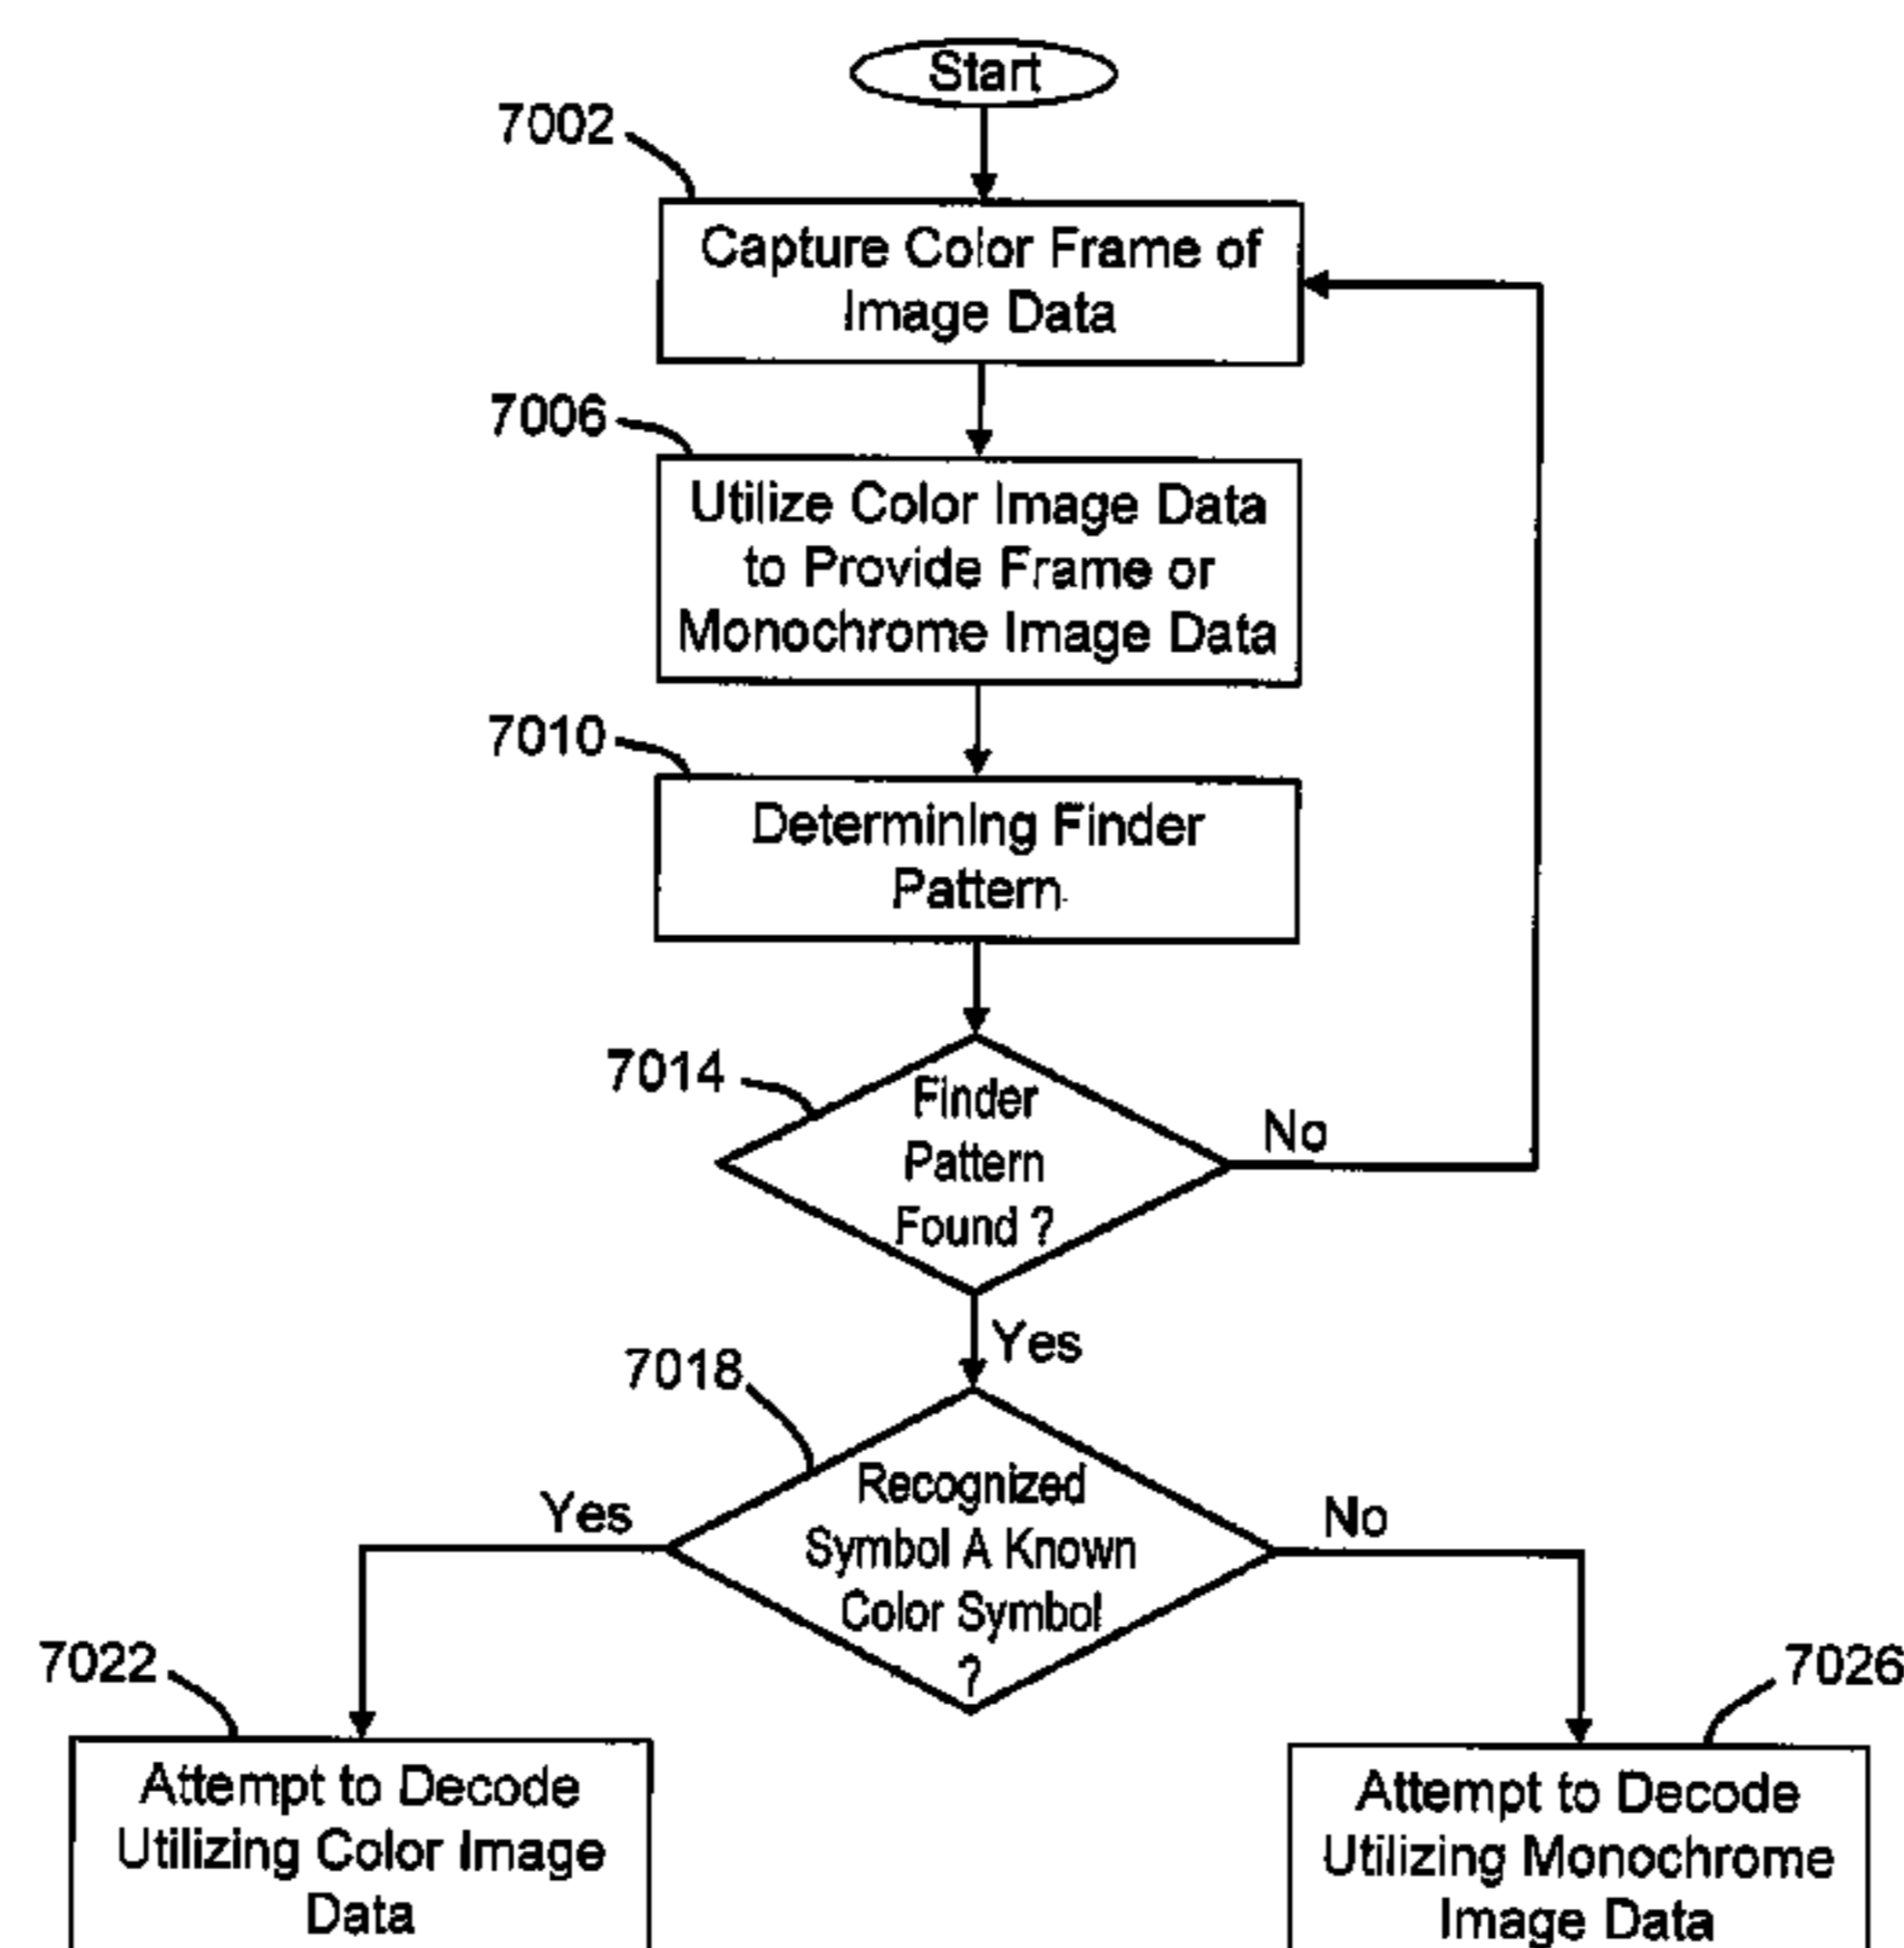 Start
7002
Capture Color Frame of
Image Data
7006
Utilize Color Image Data
to Provide Frame or
Monochrome Image Data
7010
Determining Finder
Pattern
7014
Finder
Pattern
Found ?
No
Yes
7018
Recognized
Symbol A Known
Color Symbol
?
Yes
No
7022
Attempt to Decode
Utilizing Color Image
Data
7026
Attempt to Decode
Utilizing Monochrome
Image Data